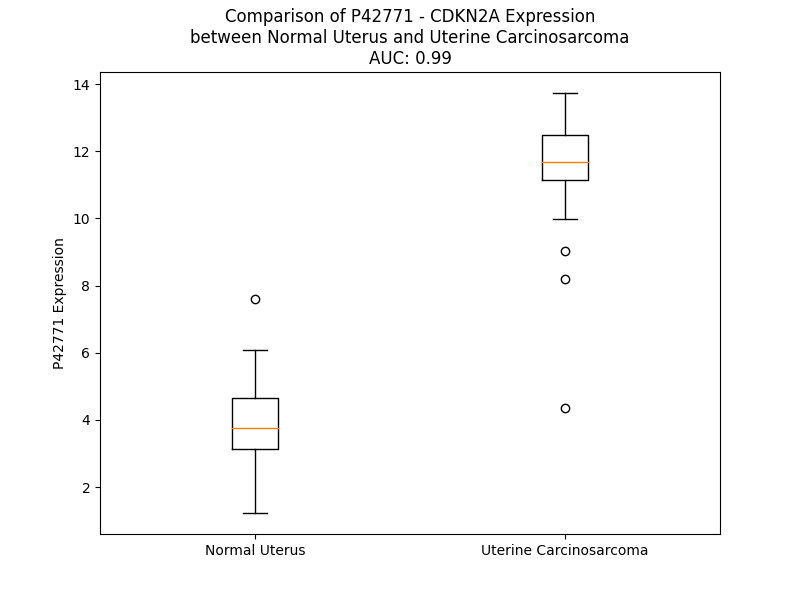 Comparison of P42771 - CDKN2A Expression
between Normal Uterus and Uterine Carcinosarcoma
AUC: 0.99
14
12
10
8
6
4
2
P42771 Expression
Normal Uterus
Uterine Carcinosarcoma